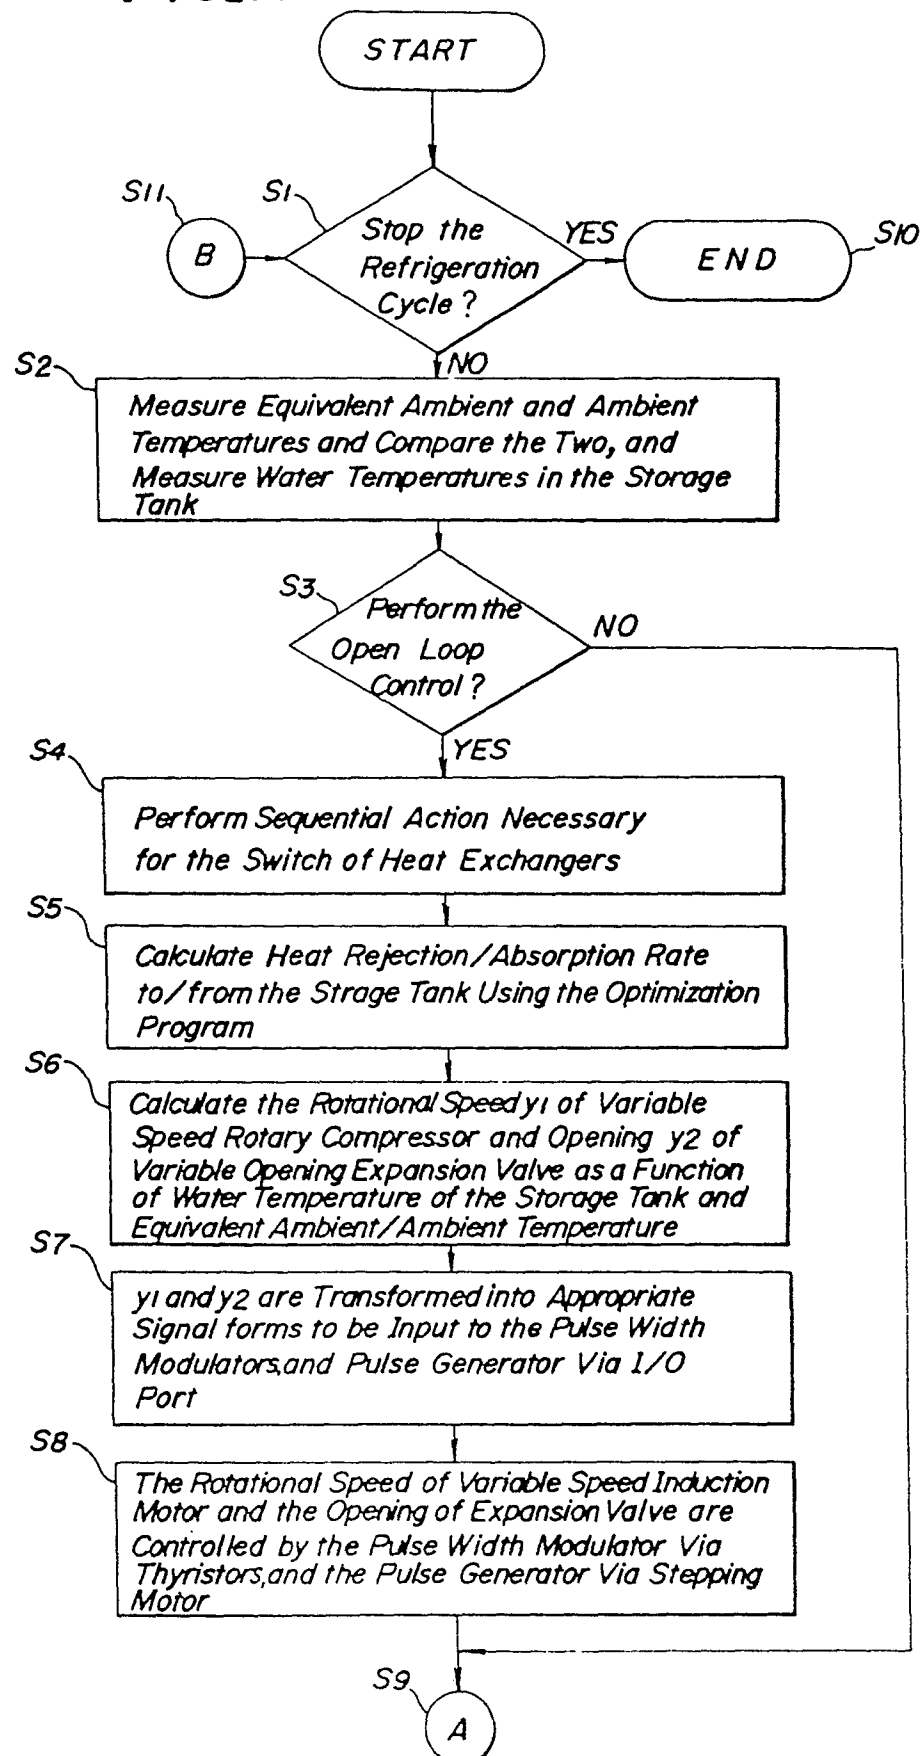 START
S11
S1
B
Stop the
Refrigeration
Cycle?
YES
END
S10
NO
S2
Measure Equivalent Ambient and Ambient
Temperatures and Compare the Two, and
Measure Water Temperatures in the Storage
Tank
S3
Perform the
Open Loop
Control?
NO
YES
S4
Perform Sequential Action Necessary
for the Switch of Heat Exchangers
S5
Calculate Heat Rejection/Absorption Rate
to/from the Strage Tank Using the Optimization
Program
S6
Calculate the Rotational Speed y1 of Variable
Speed Rotary Compressor and Opening y2 of
Variable Opening Expansion Valve as a Function
of Water Temperature of the Storage Tank and
Equivalent Ambient/Ambient Temperature
S7
y1 and y2 are Transformed into Appropriate
Signal forms to be Input to the Pulse Width
Modulators, and Pulse Generator Via I/O
Port
S8
The Rotational Speed of Variable Speed Induction
Motor and the Opening of Expansion Valve are
Controlled by the Pulse Width Modulator Via
Thyristors, and the Pulse Generator Via Stepping
Motor
S9
A